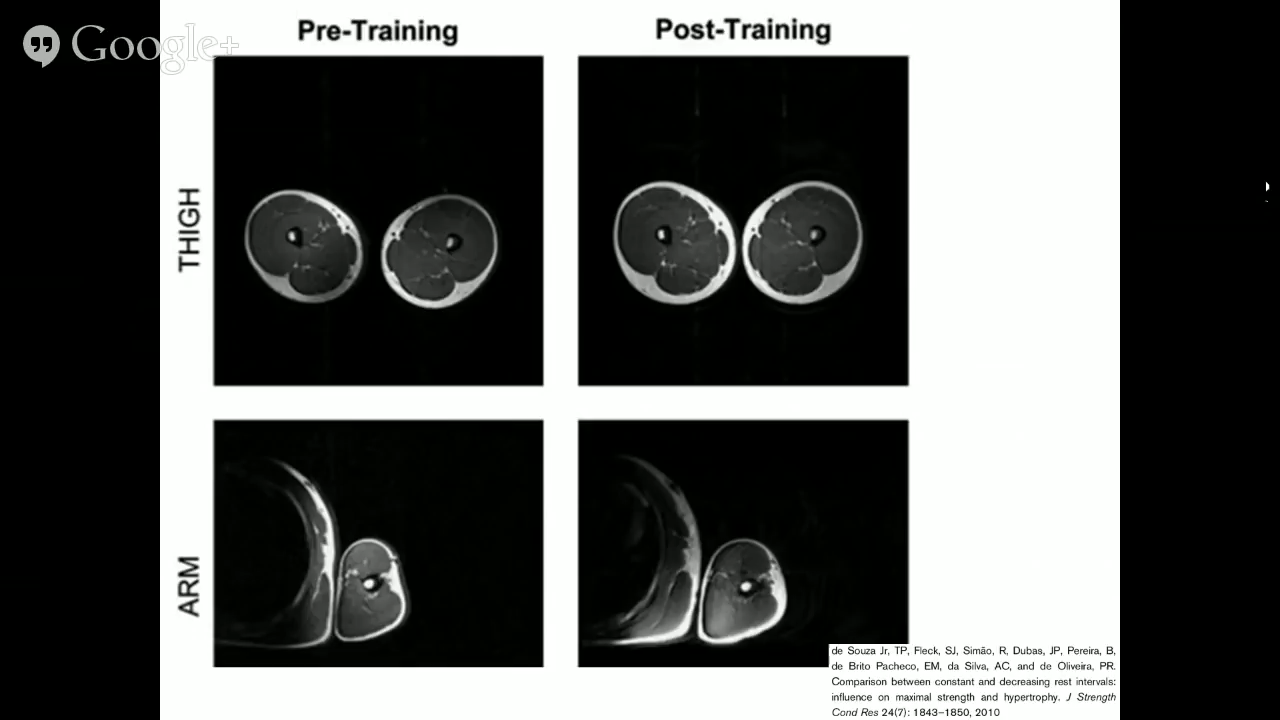 Google+
Pre-Training
Post-Training
THIGH
ARM
de Souza Jr, TP, Fleck, SJ, Simão, R, Dubas, JP, Pereira, B,
de Brito Pacheco, EM, da Silva, AC, and de Oliveira, PR.
Comparison between constant and decreasing rest intervals:
influence on maximal strength and hypertrophy. J Strength
Cond Res 24(7): 1843–1850, 2010